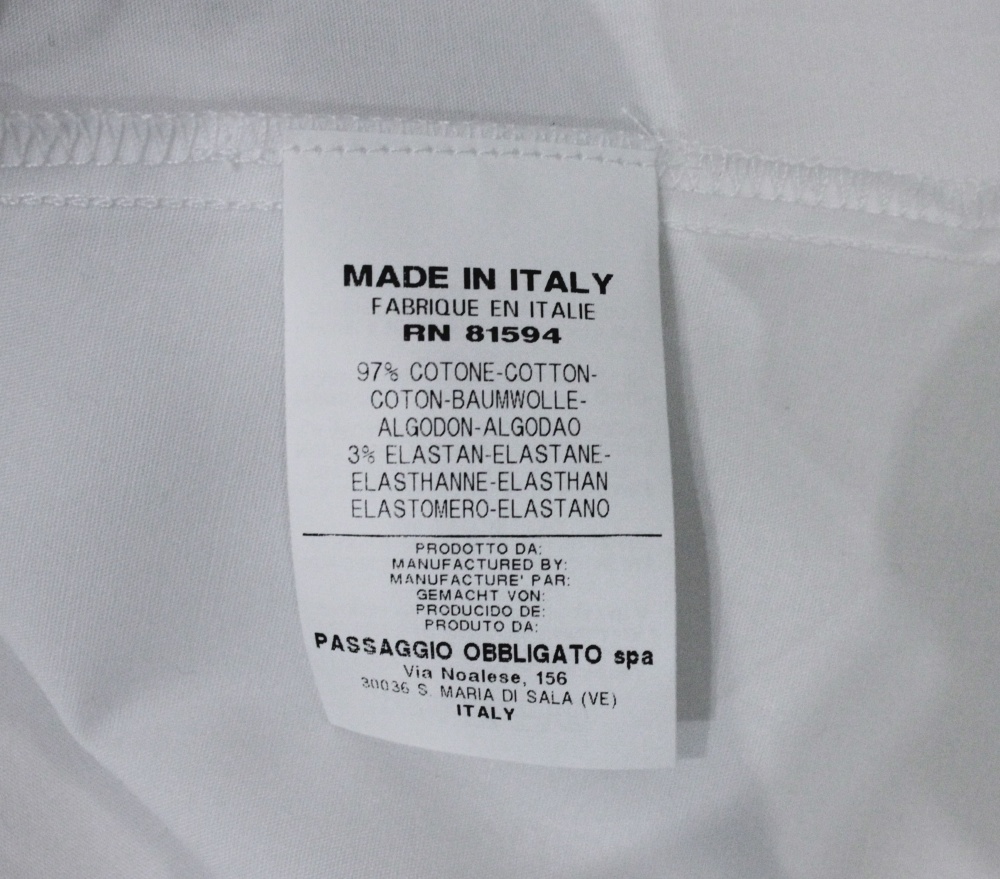 MADE IN ITALY
FABRIQUE EN ITALIE
RN 81594
97% COTONE-COTTON-
COTON-BAUMWOLLE-
ALGODON-ALGODAO
3% ELASTAN-ELASTANE-
ELASTHANNE-ELASTHAN
ELASTOMERO-ELASTANO
PRODOTTO DA:
MANUFACTURED BY:
MANUFACTURE' PAR:
GEMACHT VON:
PRODUCIDO DE:
PRODUTO DA:
PASSAGGIO OBBLIGATO spa
Via Noalese, 156
30036 S. MARIA DI SALA (VE)
ITALY